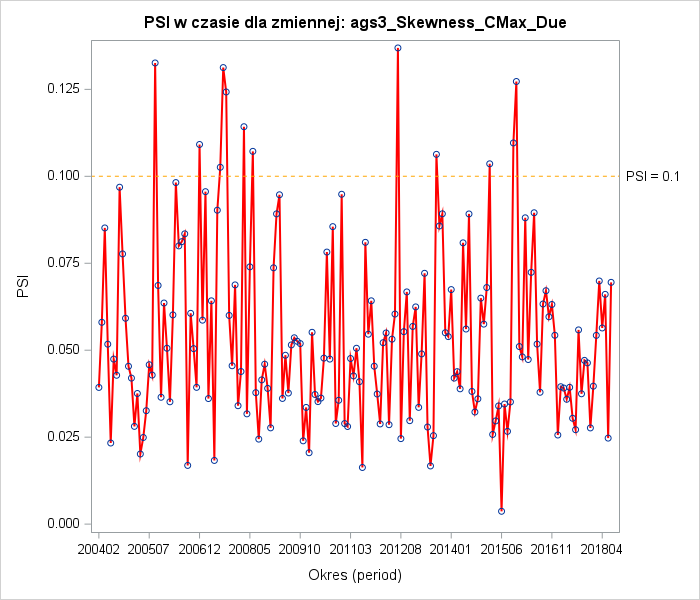 PSI w czasie dla zmiennej: ags3_Skewness_CMax_Due
0.125
0.100
0.075
0.050
0.025
0.000
PSI
PSI = 0.1
200402 200507 200612 200805 200910 201103 201208 201401 201506 201611 201804
Okres (period)